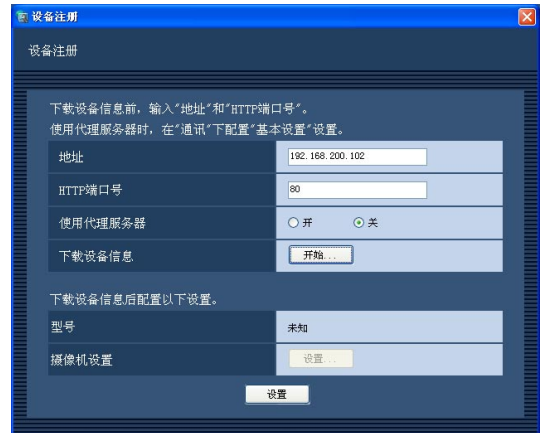 设备注册
设备注册
下载设备信息前，输入"地址"和"HTTP端口号"。
使用代理服务器时，在"通讯"下配置"基本设置"设置。
地址 192.168.200.102
HTTP端口号 80
使用代理服务器 开 关
下载设备信息 开始...
下载设备信息后配置以下设置。
型号 未知
摄像机设置 设置...
设置